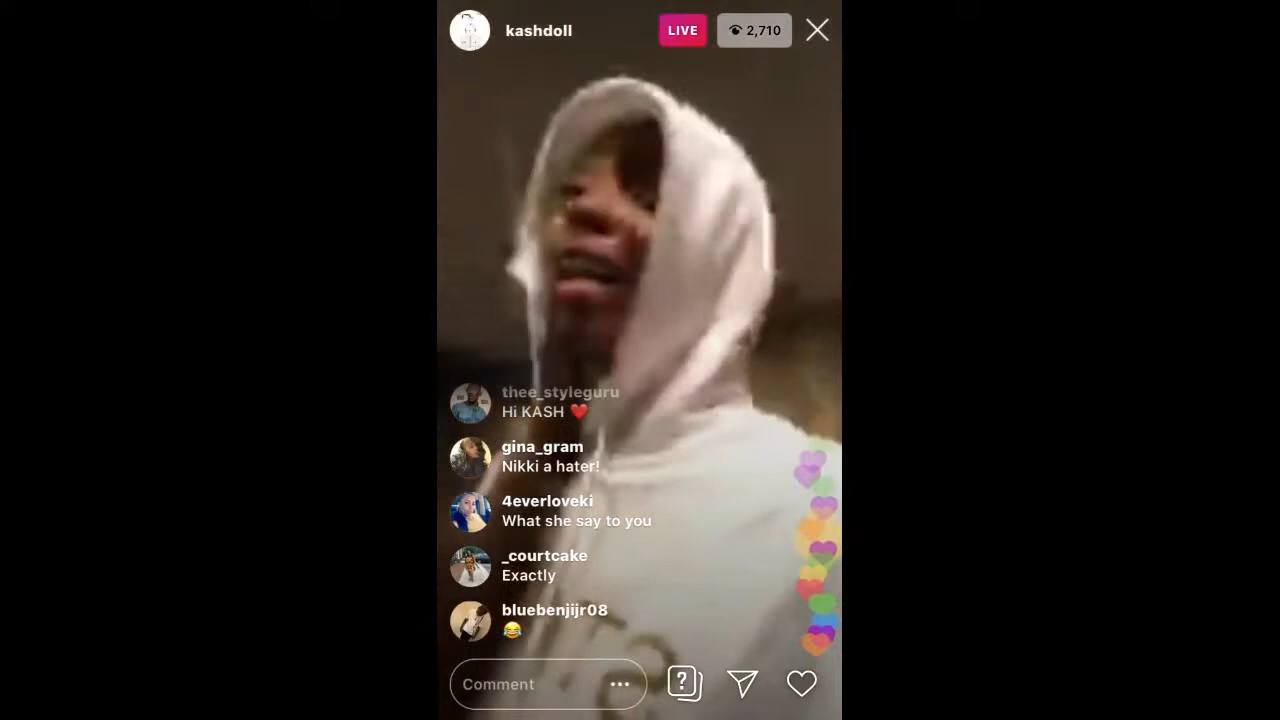 kashdoll
LIVE
2,710
thee_styleguru
Hi KASH ❤️
gina_gram
Nikki a hater!
4everloveki
What she say to you
_courtcake
Exactly
bluebenjijr08
😂
Comment
?